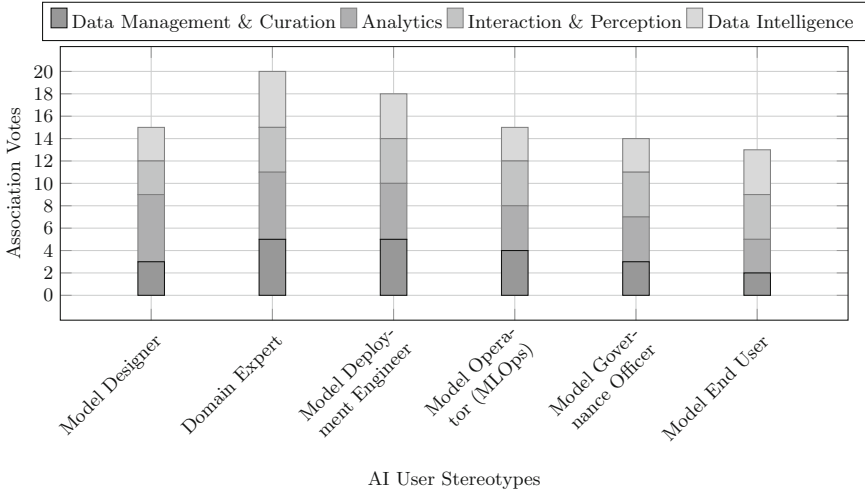 Data Management & Curation Analytics Interaction & Perception Data Intelligence
Association Votes
20
18
16
14
12
10
8
6
4
2
0
Model Designer
Domain Expert
Model Deploy-
ment Engineer
Model Opera-
tor (MLOps)
Model Gover-
nance Officer
Model End User
AI User Stereotypes